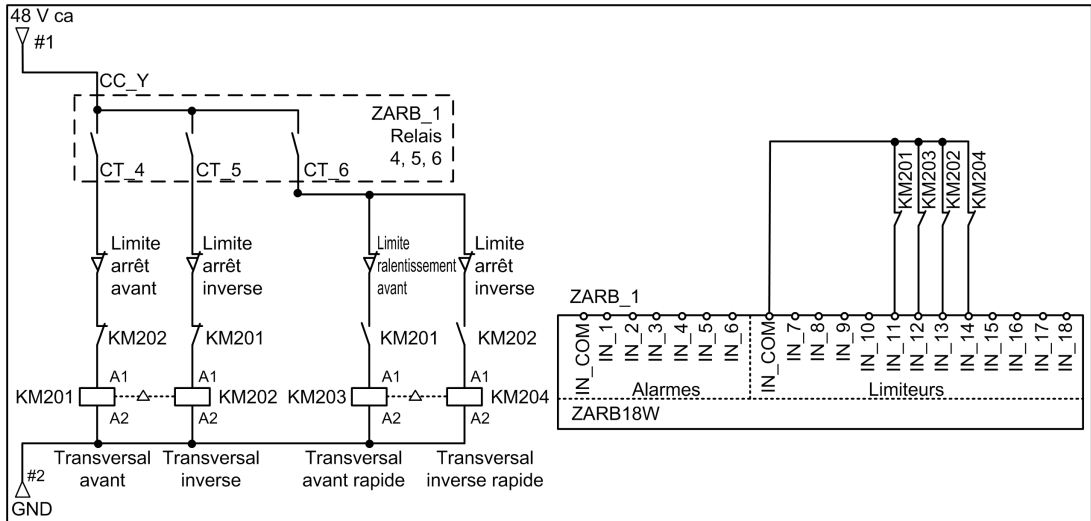 48 V ca
#1
CC_Y
ZARB_1
Relais
4, 5, 6
CT_4
CT_5
CT_6
Limite
arrêt
avant
Limite
arrêt
inverse
Limite
ralentissement
avant
Limite
arrêt
inverse
KM202
KM201
KM201
KM202
A1
A1
A1
A1
KM201
KM202
KM203
KM204
A2
A2
A2
A2
Transversal
avant
Transversal
inverse
Transversal
avant rapide
Transversal
inverse rapide
#2
GND
KM201
KM203
KM202
KM204
ZARB_1
IN_COM
IN_1
IN_2
IN_3
IN_4
IN_5
IN_6
IN_COM
IN_7
IN_8
IN_9
IN_10
IN_11
IN_12
IN_13
IN_14
IN_15
IN_16
IN_17
IN_18
Alarmes
Limiteurs
ZARB18W